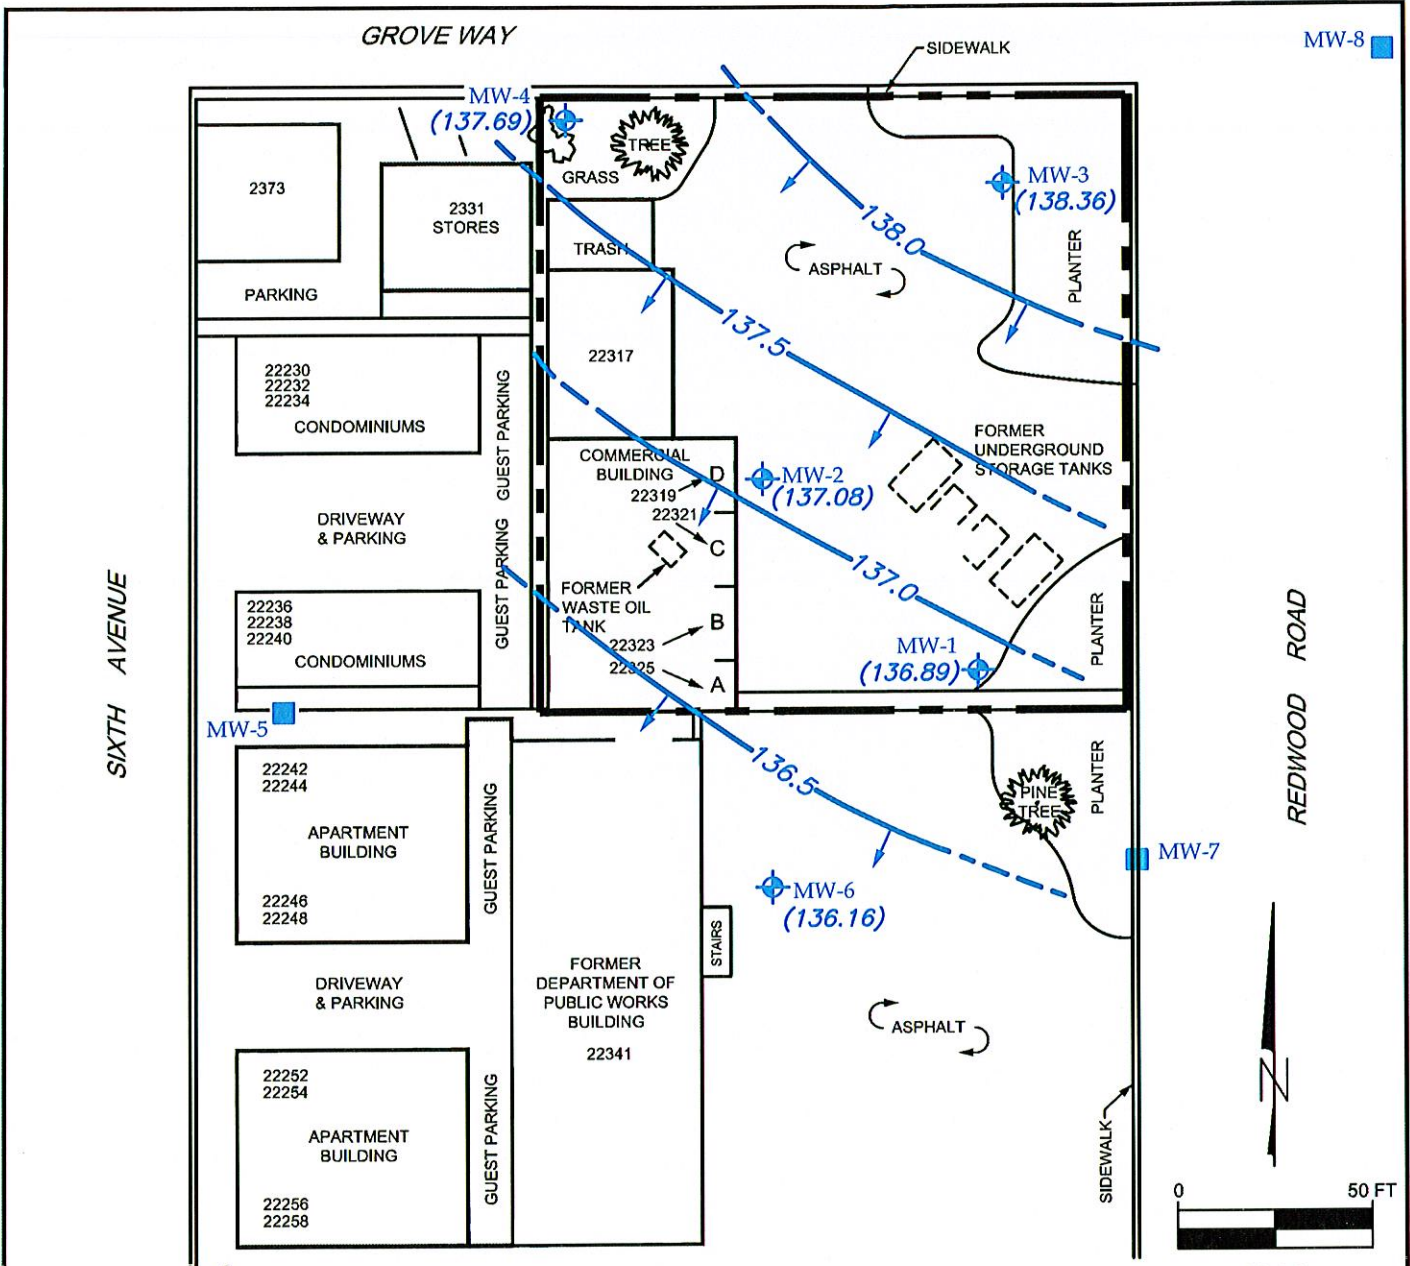 GROVE WAY
MW-8
SIDEWALK
MW-4
(137.69)
TREE
MW-3
(138.36)
2373
GRASS
2331
STORES
138.0
TRASH
ASPHALT
PLANTER
PARKING
137.5
22317
22230
22232
22234
CONDOMINIUMS
GUEST PARKING
FORMER
UNDERGROUND
STORAGE TANKS
COMMERCIAL
BUILDING
D
MW-2
(137.08)
22319
22321
C
DRIVEWAY
& PARKING
GUEST PARKING
137.0
FORMER
WASTE OIL
TANK
B
22323
22325
A
22236
22238
22240
CONDOMINIUMS
MW-1
(136.89)
PLANTER
SIXTH AVENUE
REDWOOD ROAD
MW-5
22242
22244
136.5
PLANTER
PINE
TREE
APARTMENT
BUILDING
GUEST PARKING
MW-7
22246
22248
MW-6
(136.16)
STAIRS
FORMER
DEPARTMENT OF
PUBLIC WORKS
BUILDING
22341
DRIVEWAY
& PARKING
ASPHALT
22252
22254
N
APARTMENT
BUILDING
GUEST PARKING
SIDEWALK
22256
22258
0 50 FT